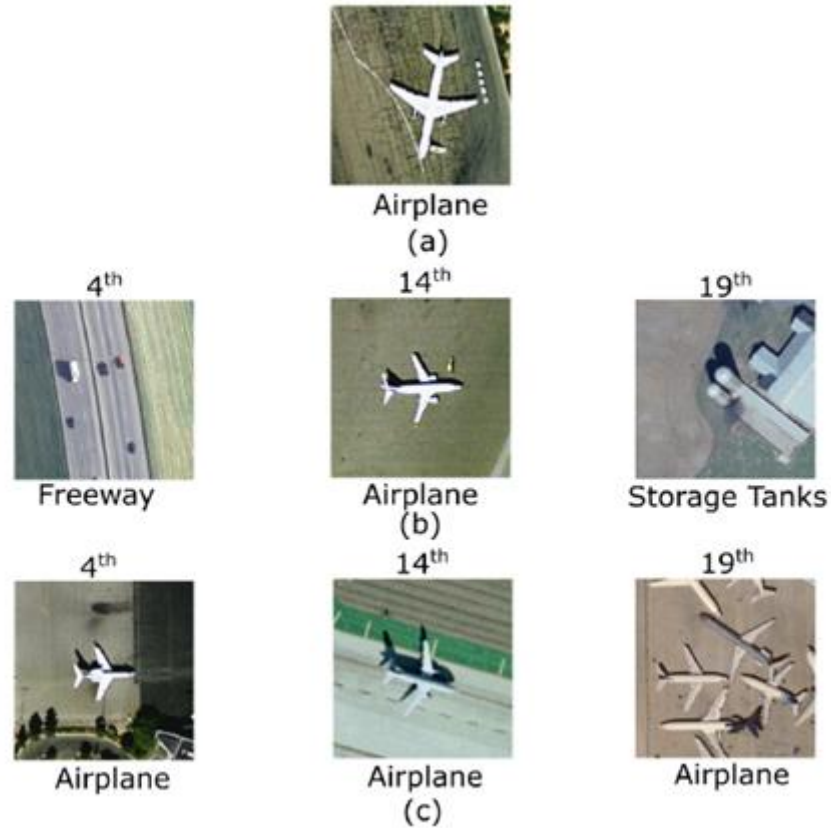 Airplane
(a)
4th 14th 19th
Freeway Airplane Storage Tanks
(b)
4th 14th 19th
Airplane Airplane Airplane
(c)